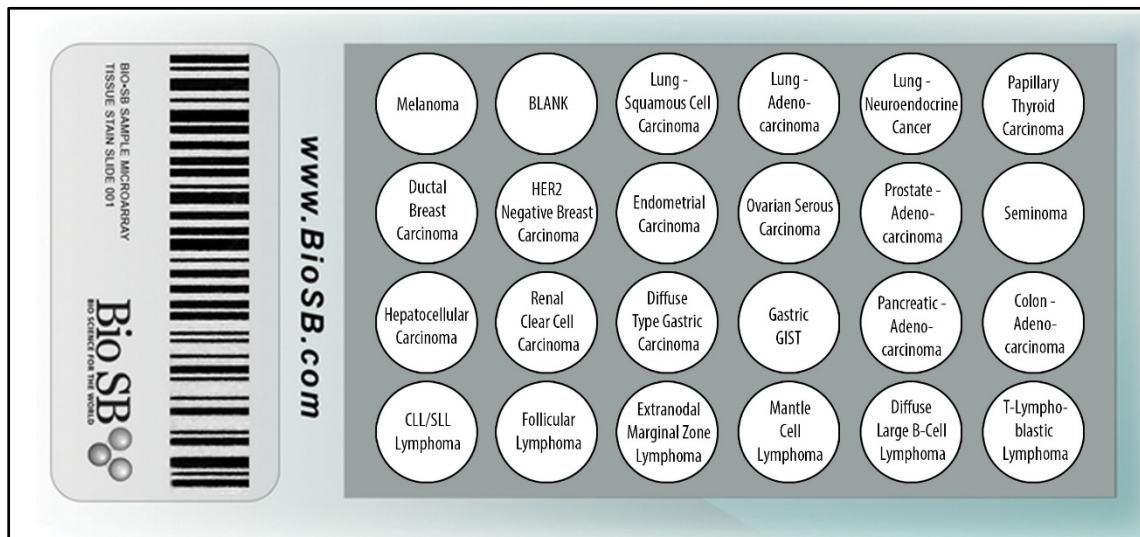 BIO•SB SAMPLE MICROARRAY
TISSUE STAIN SLIDE 001
Bio SB
BIO SCIENCE FOR THE WORLD
www.BioSB.com
Melanoma
BLANK
Lung -
Squamous Cell
Carcinoma
Lung -
Adeno-
carcinoma
Lung -
Neuroendocrine
Cancer
Papillary
Thyroid
Carcinoma
Ductal
Breast
Carcinoma
HER2
Negative Breast
Carcinoma
Endometrial
Carcinoma
Ovarian Serous
Carcinoma
Prostate -
Adeno-
carcinoma
Seminoma
Hepatocellular
Carcinoma
Renal
Clear Cell
Carcinoma
Diffuse
Type Gastric
Carcinoma
Gastric
GIST
Pancreatic -
Adeno-
carcinoma
Colon -
Adeno-
carcinoma
CLL/SLL
Lymphoma
Follicular
Lymphoma
Extranodal
Marginal Zone
Lymphoma
Mantle
Cell
Lymphoma
Diffuse
Large B-Cell
Lymphoma
T-Lympho-
blastic
Lymphoma